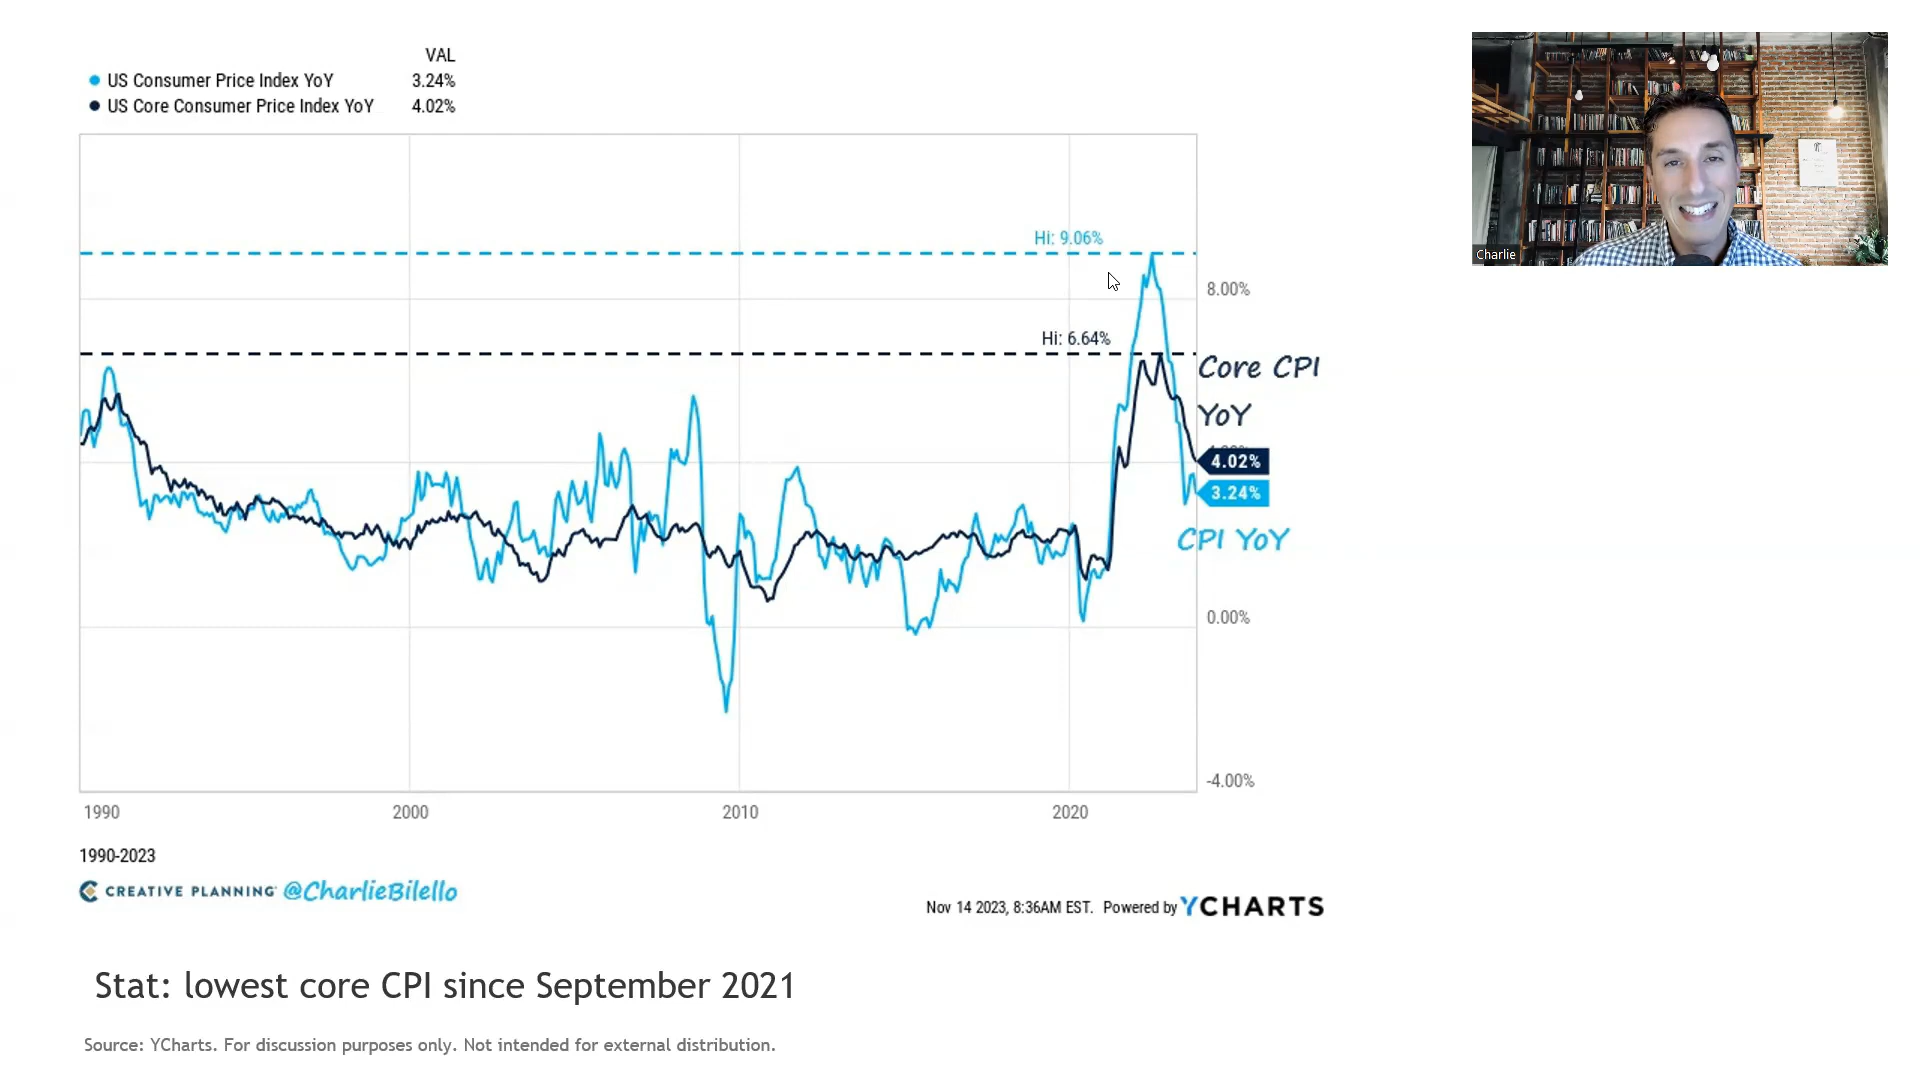 VAL
US Consumer Price Index YoY 3.24%
US Core Consumer Price Index YoY 4.02%
Hi: 9.06%
8.00%
Hi: 6.64%
Core CPI
YoY
4.02%
3.24%
CPI YoY
0.00%
-4.00%
1990 2000 2010 2020
1990-2023
CREATIVE PLANNING @CharlieBilello
Nov 14 2023, 8:36AM EST. Powered by YCHARTS
Stat: lowest core CPI since September 2021
Source: YCharts. For discussion purposes only. Not intended for external distribution.
Charlie